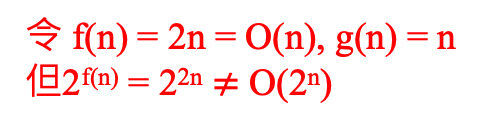 令 f(n) = 2n = O(n), g(n) = n
但2^f(n) = 2^2n ≠ O(2^n)